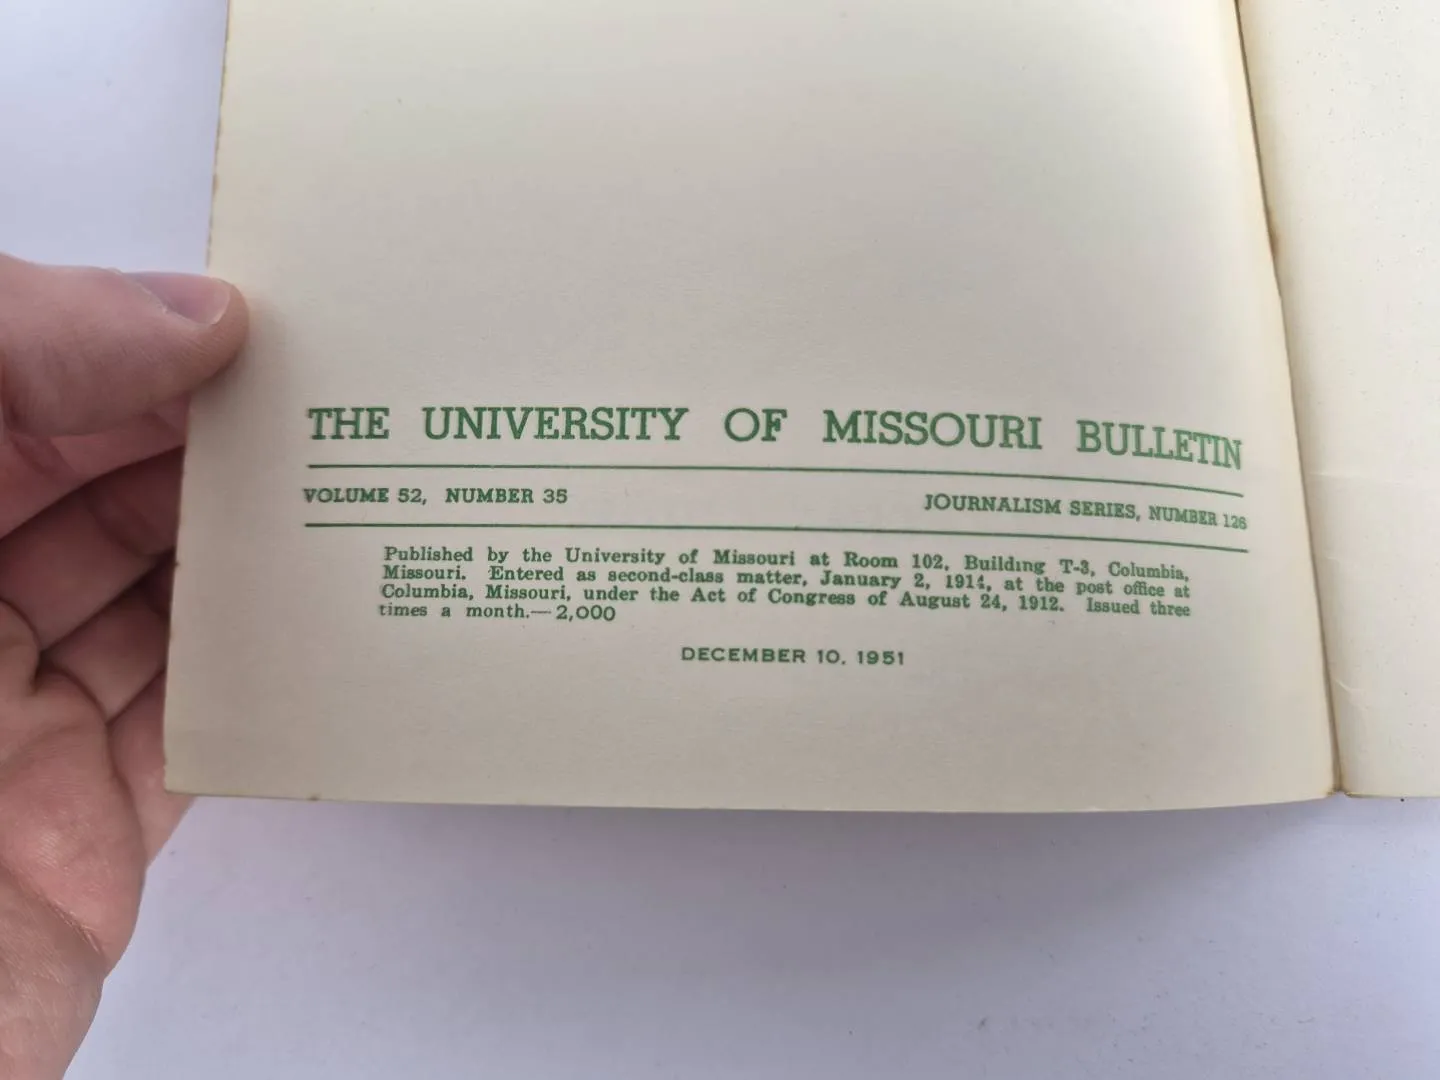 THE UNIVERSITY OF MISSOURI BULLETIN
VOLUME 52, NUMBER 35
JOURNALISM SERIES, NUMBER 126
Published by the University of Missouri at Room 102, Building T-3, Columbia,
Missouri. Entered as second-class matter, January 2, 1914, at the post office at
Columbia, Missouri, under the Act of Congress of August 24, 1912. Issued three
times a month.—2,000
DECEMBER 10, 1951